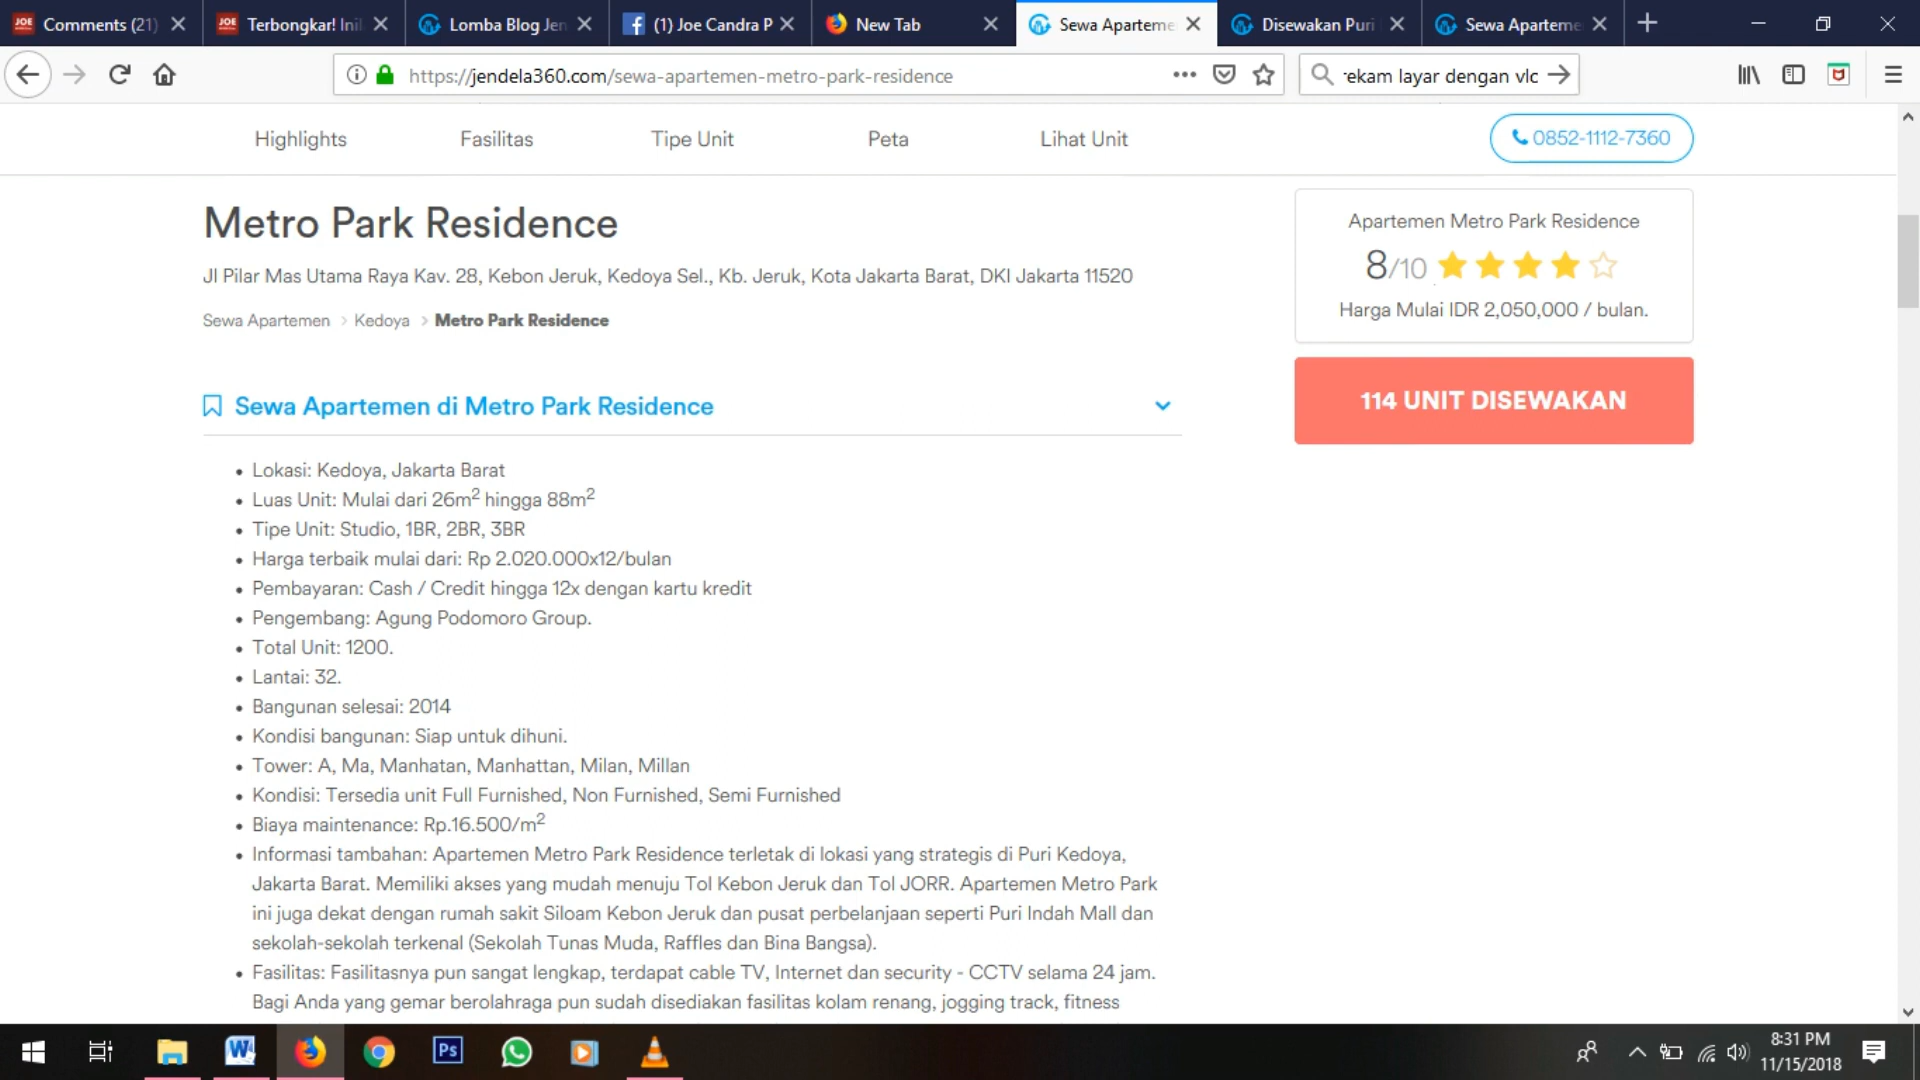 Comments (21)
Terbongkar! Ini
Lomba Blog Jen
(1) Joe Candra P
New Tab
Sewa Aparteme
Disewakan Puri
Sewa Aparteme
https://jendela360.com/sewa-apartemen-metro-park-residence
rekam layar dengan vlc
Highlights
Fasilitas
Tipe Unit
Peta
Lihat Unit
0852-1112-7360
Metro Park Residence
Jl Pilar Mas Utama Raya Kav. 28, Kebon Jeruk, Kedoya Sel., Kb. Jeruk, Kota Jakarta Barat, DKI Jakarta 11520
Sewa Apartemen > Kedoya > Metro Park Residence
Apartemen Metro Park Residence
8/10
Harga Mulai IDR 2,050,000 / bulan.
114 UNIT DISEWAKAN
Sewa Apartemen di Metro Park Residence
• Lokasi: Kedoya, Jakarta Barat
• Luas Unit: Mulai dari 26m² hingga 88m²
• Tipe Unit: Studio, 1BR, 2BR, 3BR
• Harga terbaik mulai dari: Rp 2.020.000x12/bulan
• Pembayaran: Cash / Credit hingga 12x dengan kartu kredit
• Pengembang: Agung Podomoro Group.
• Total Unit: 1200.
• Lantai: 32.
• Bangunan selesai: 2014
• Kondisi bangunan: Siap untuk dihuni.
• Tower: A, Ma, Manhatan, Manhattan, Milan, Millan
• Kondisi: Tersedia unit Full Furnished, Non Furnished, Semi Furnished
• Biaya maintenance: Rp.16.500/m²
• Informasi tambahan: Apartemen Metro Park Residence terletak di lokasi yang strategis di Puri Kedoya,
Jakarta Barat. Memiliki akses yang mudah menuju Tol Kebon Jeruk dan Tol JORR. Apartemen Metro Park
ini juga dekat dengan rumah sakit Siloam Kebon Jeruk dan pusat perbelanjaan seperti Puri Indah Mall dan
sekolah-sekolah terkenal (Sekolah Tunas Muda, Raffles dan Bina Bangsa).
• Fasilitas: Fasilitasnya pun sangat lengkap, terdapat cable TV, Internet dan security - CCTV selama 24 jam.
Bagi Anda yang gemar berolahraga pun sudah disediakan fasilitas kolam renang, jogging track, fitness
Ps
8:31 PM
11/15/2018